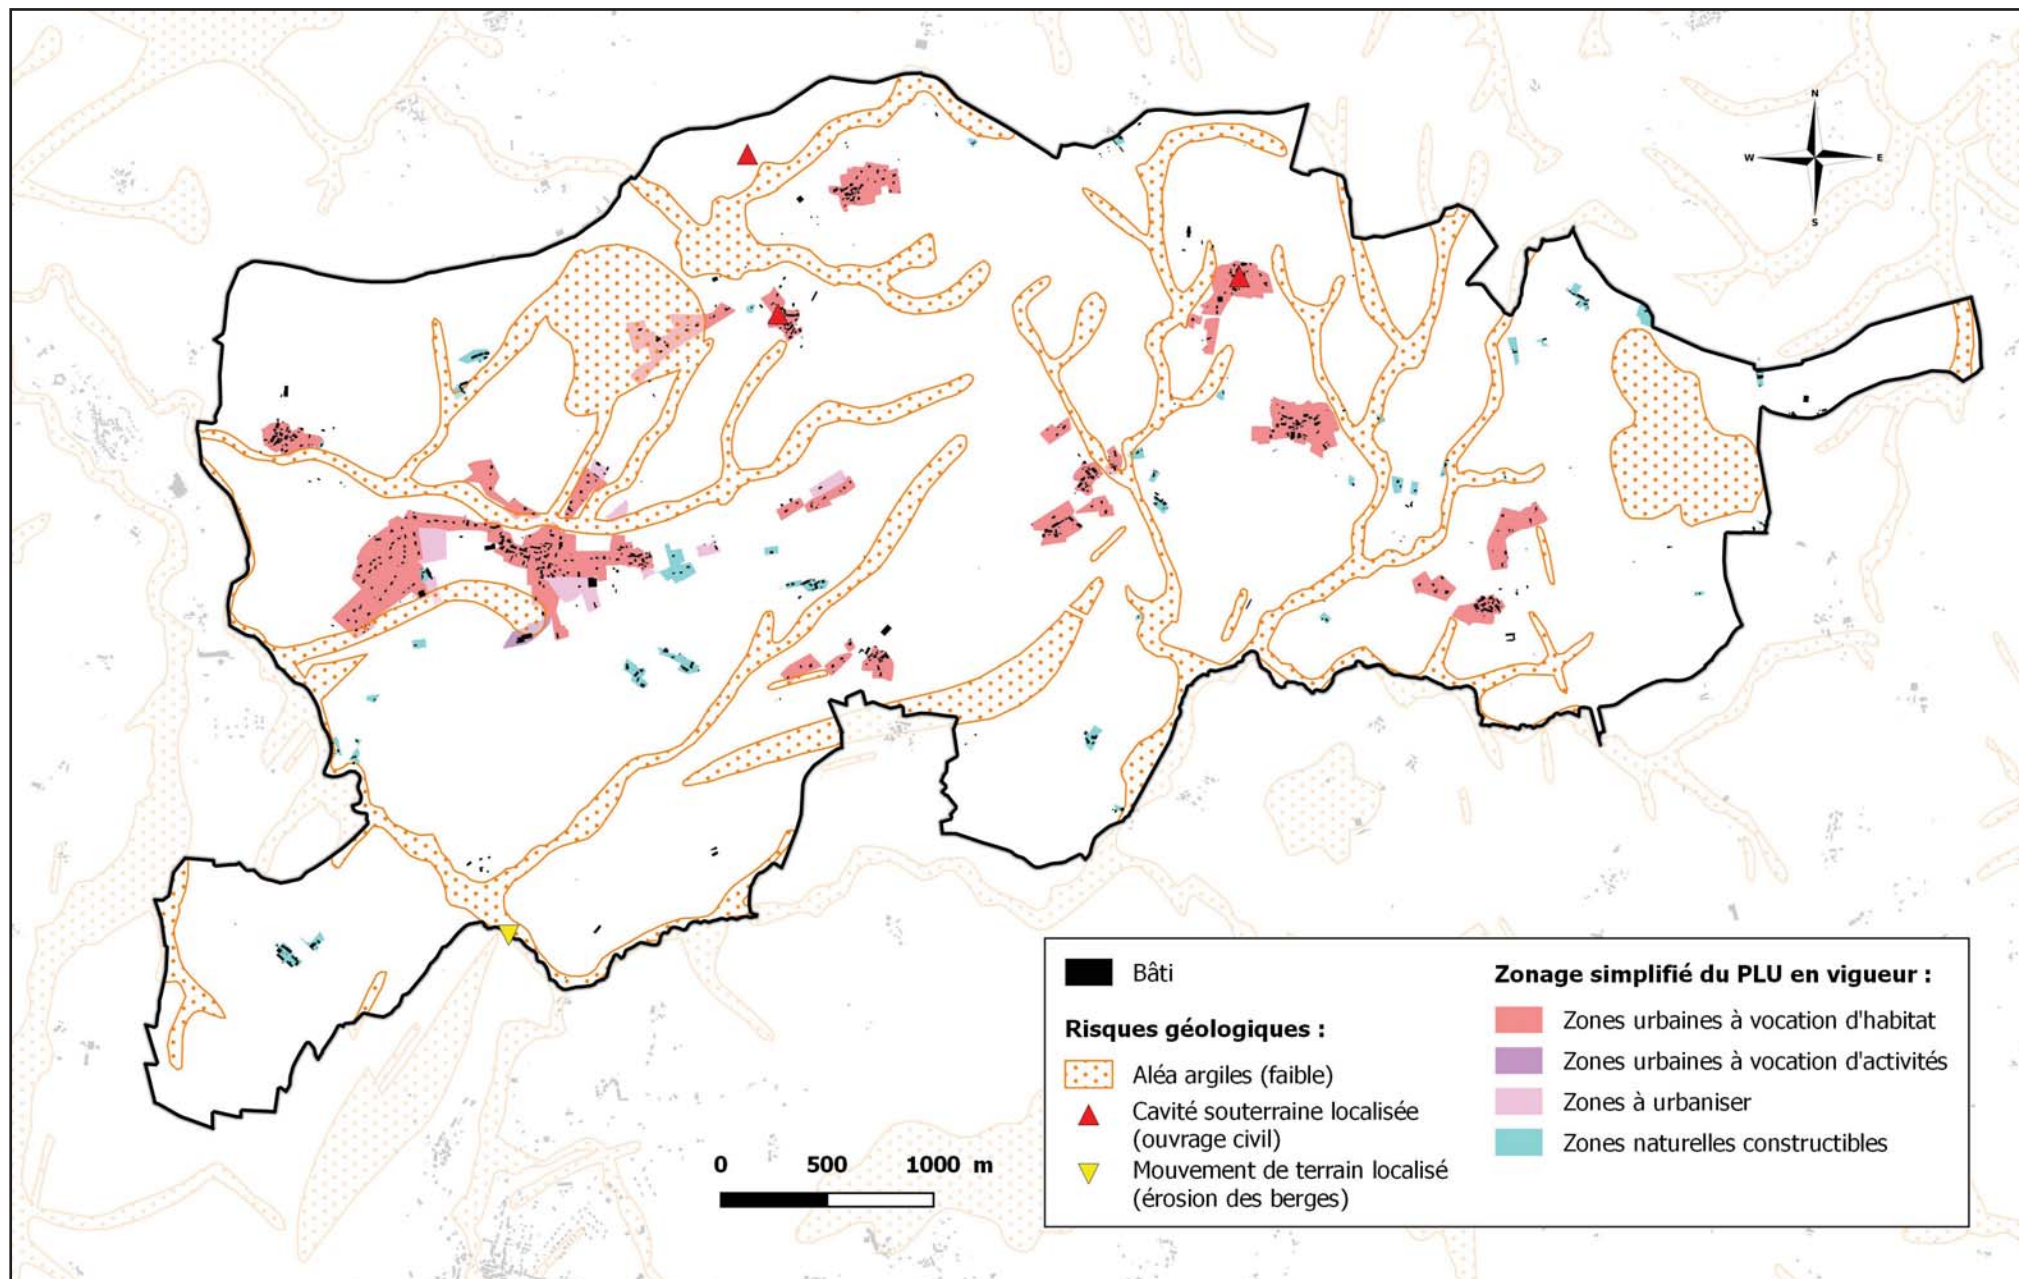 N
W E
S
Bâti
Risques géologiques :
Aléa argiles (faible)
Cavité souterraine localisée
(ouvrage civil)
Mouvement de terrain localisé
(érosion des berges)
Zonage simplifié du PLU en vigueur :
Zones urbaines à vocation d'habitat
Zones urbaines à vocation d'activités
Zones à urbaniser
Zones naturelles constructibles
0 500 1000 m